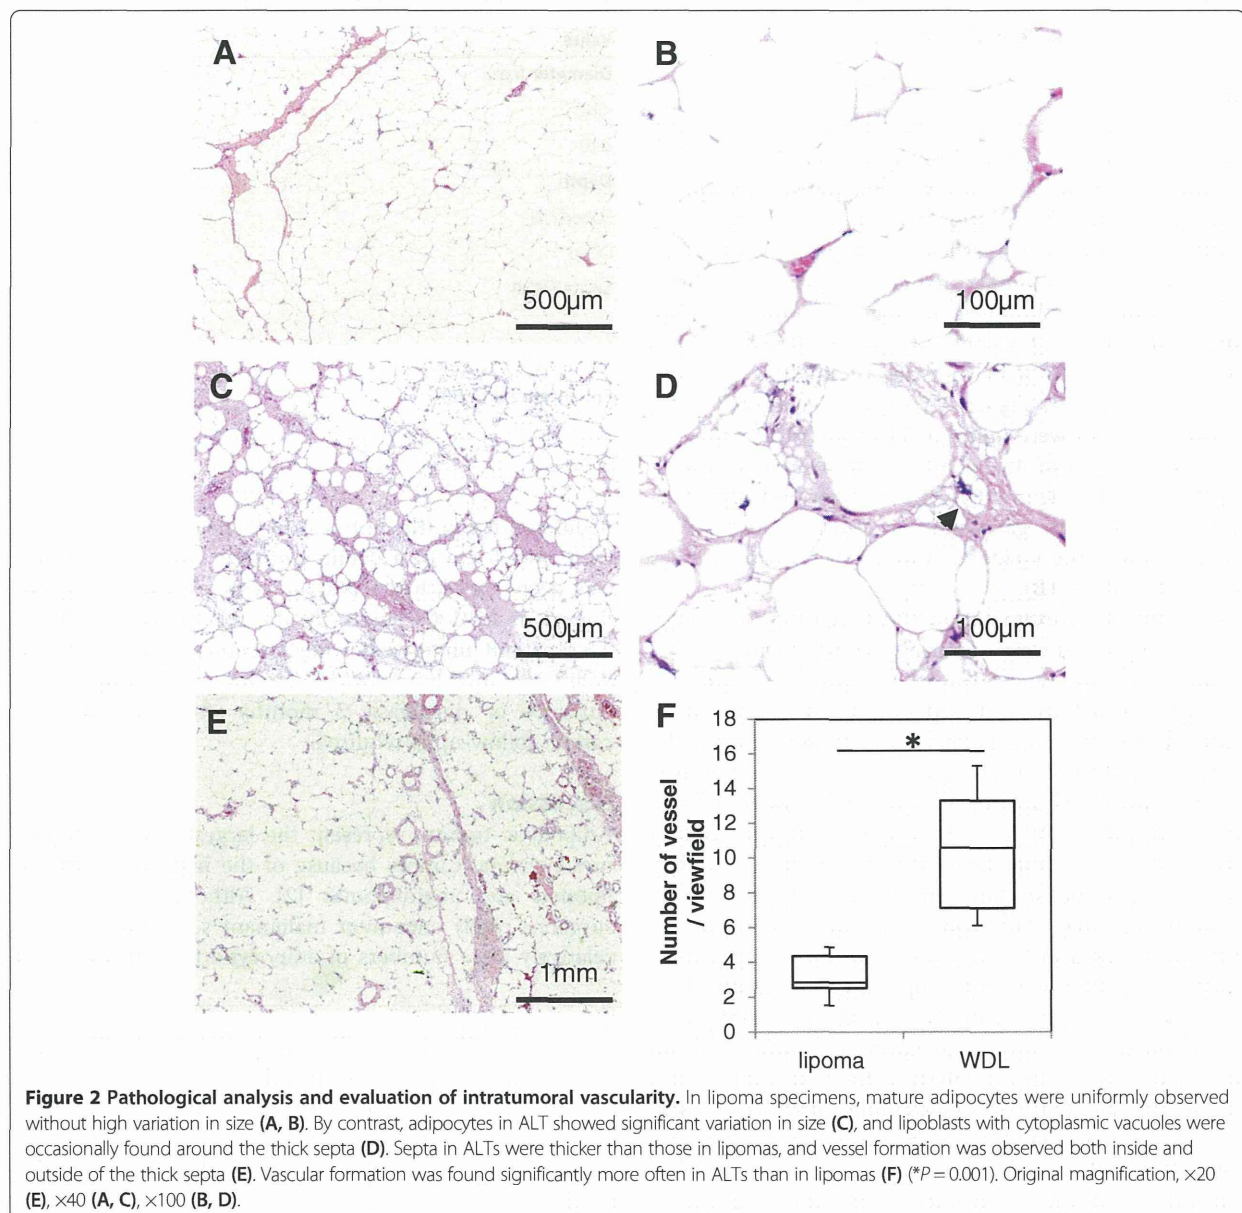 A
500µm
B
100µm
C
500µm
D
100µm
E
1mm
F
Number of vessel
/ viewfield
18
16
14
12
10
8
6
4
2
0
*
lipoma
WDL
Figure 2 Pathological analysis and evaluation of intratumoral vascularity. In lipoma specimens, mature adipocytes were uniformly observed
without high variation in size (A, B). By contrast, adipocytes in ALT showed significant variation in size (C), and lipoblasts with cytoplasmic vacuoles were
occasionally found around the thick septa (D). Septa in ALTs were thicker than those in lipomas, and vessel formation was observed both inside and
outside of the thick septa (E). Vascular formation was found significantly more often in ALTs than in lipomas (F) (*P = 0.001). Original magnification, ×20
(E), ×40 (A, C), ×100 (B, D).